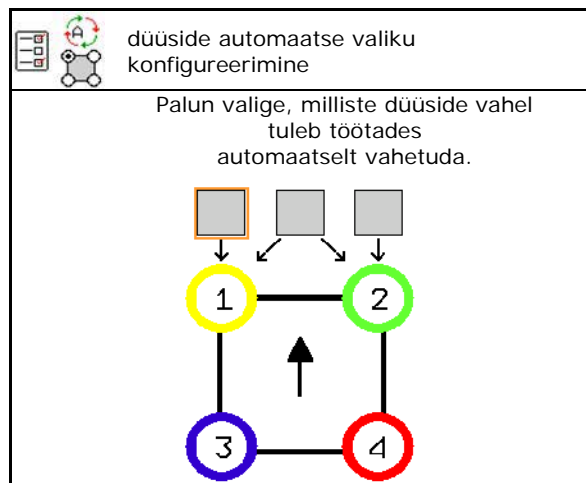 A
düüside automaatse valiku
konfigureerimine
Palun valige, milliste düüside vahel
tuleb töötades
automaatselt vahetuda.
1 2
3 4